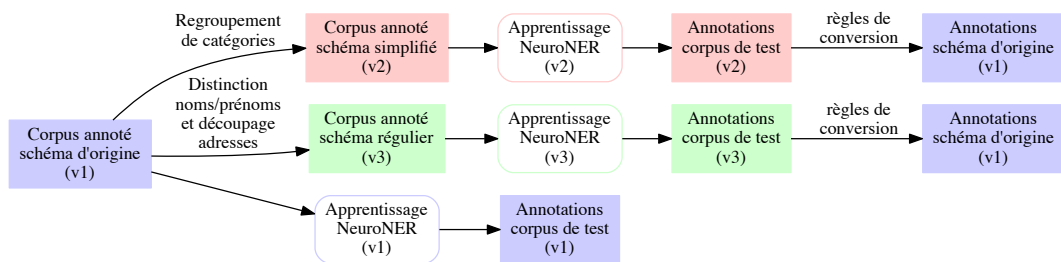 Regroupement
de catégories
Corpus annoté
schéma simplifié
(v2)
Apprentissage
NeuroNER
(v2)
Annotations
corpus de test
(v2)
règles de
conversion
Annotations
schéma d'origine
(v1)
Corpus annoté
schéma d'origine
(v1)
Distinction
noms/prénoms
et découpage
adresses
Corpus annoté
schéma régulier
(v3)
Apprentissage
NeuroNER
(v3)
Annotations
corpus de test
(v3)
règles de
conversion
Annotations
schéma d'origine
(v1)
Apprentissage
NeuroNER
(v1)
Annotations
corpus de test
(v1)